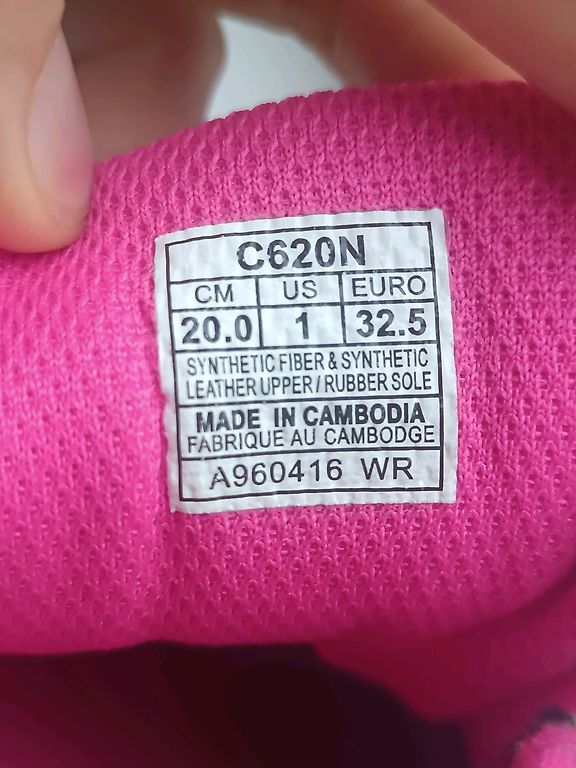 C620N
CM US EURO
20.0 1 32.5
SYNTHETIC FIBER & SYNTHETIC
LEATHER UPPER / RUBBER SOLE
MADE IN CAMBODIA
FABRIQUE AU CAMBODGE
A960416 WR